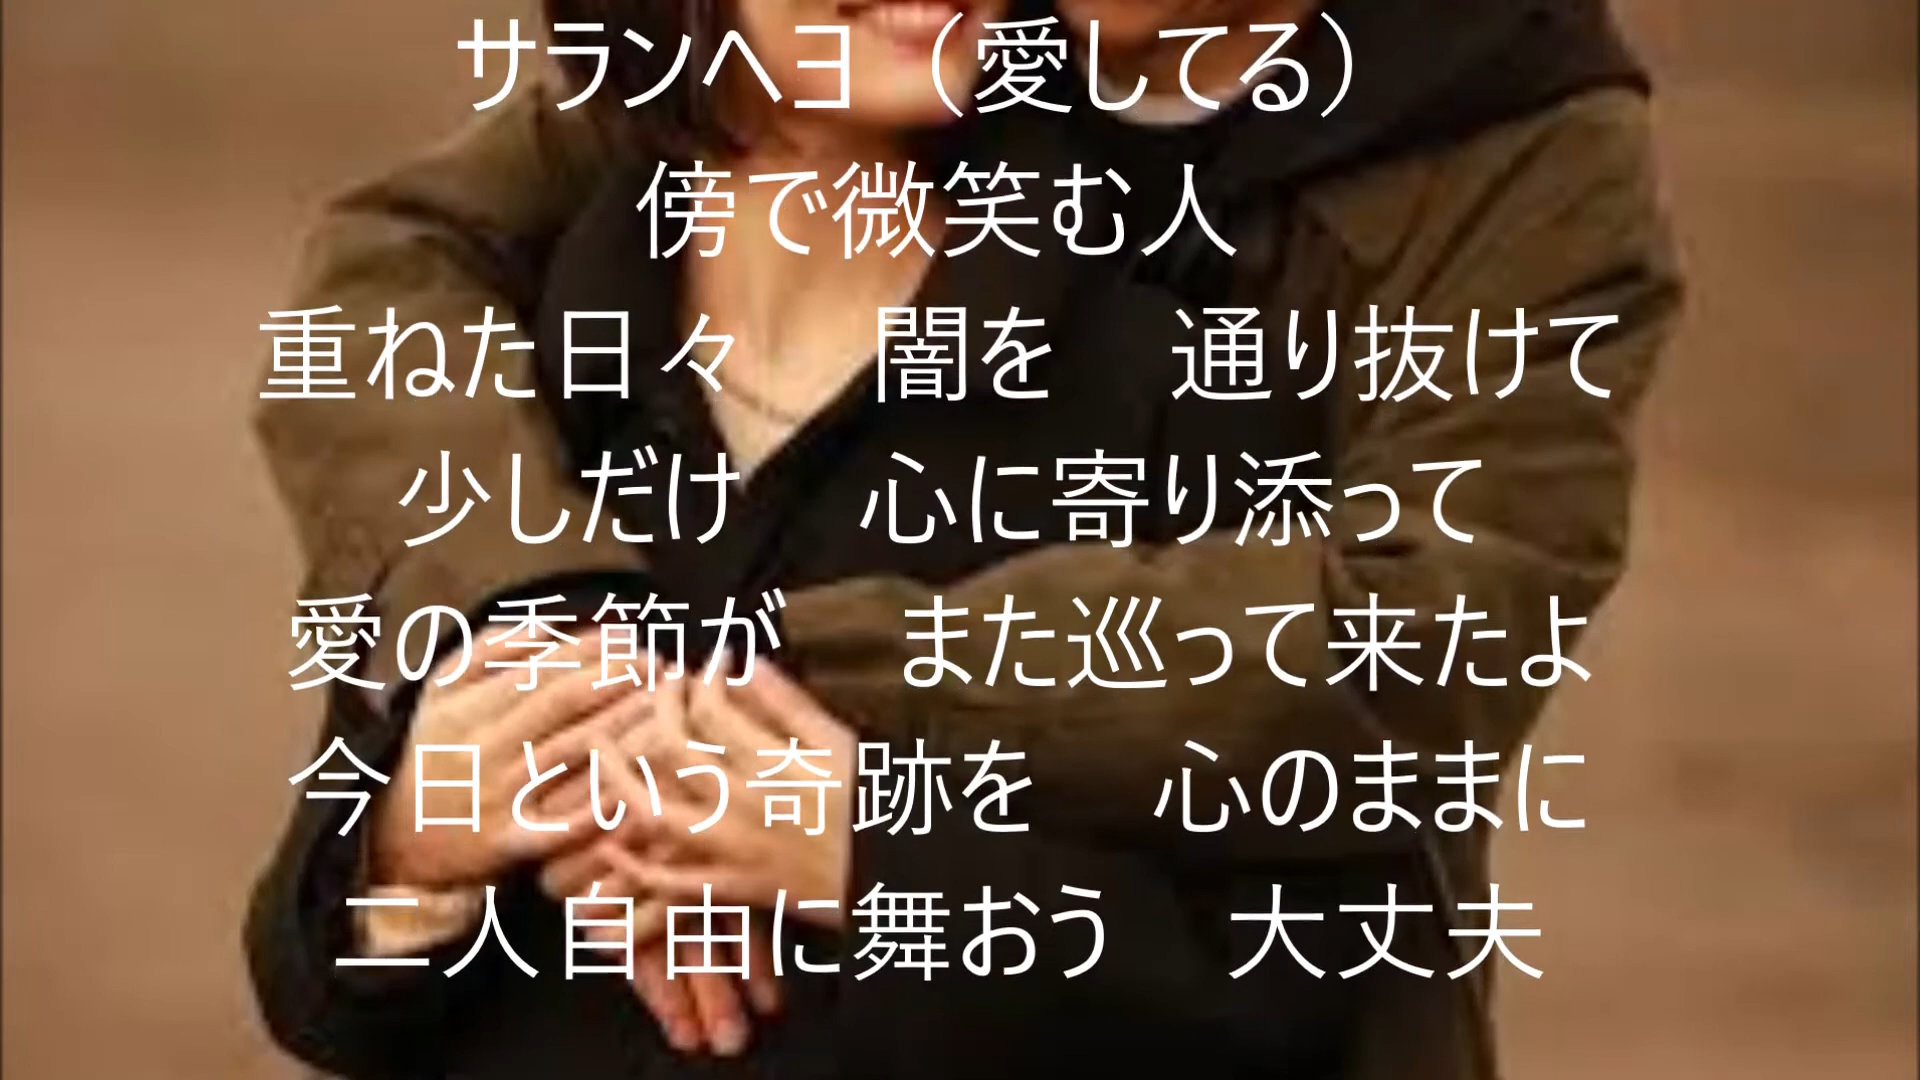 サランヘヨ（愛してる）
傍で微笑む人
重ねた日々　闇を　通り抜けて
少しだけ　心に寄り添って
愛の季節が　また巡って来たよ
今日という奇跡を　心のままに
二人自由に舞おう　大丈夫